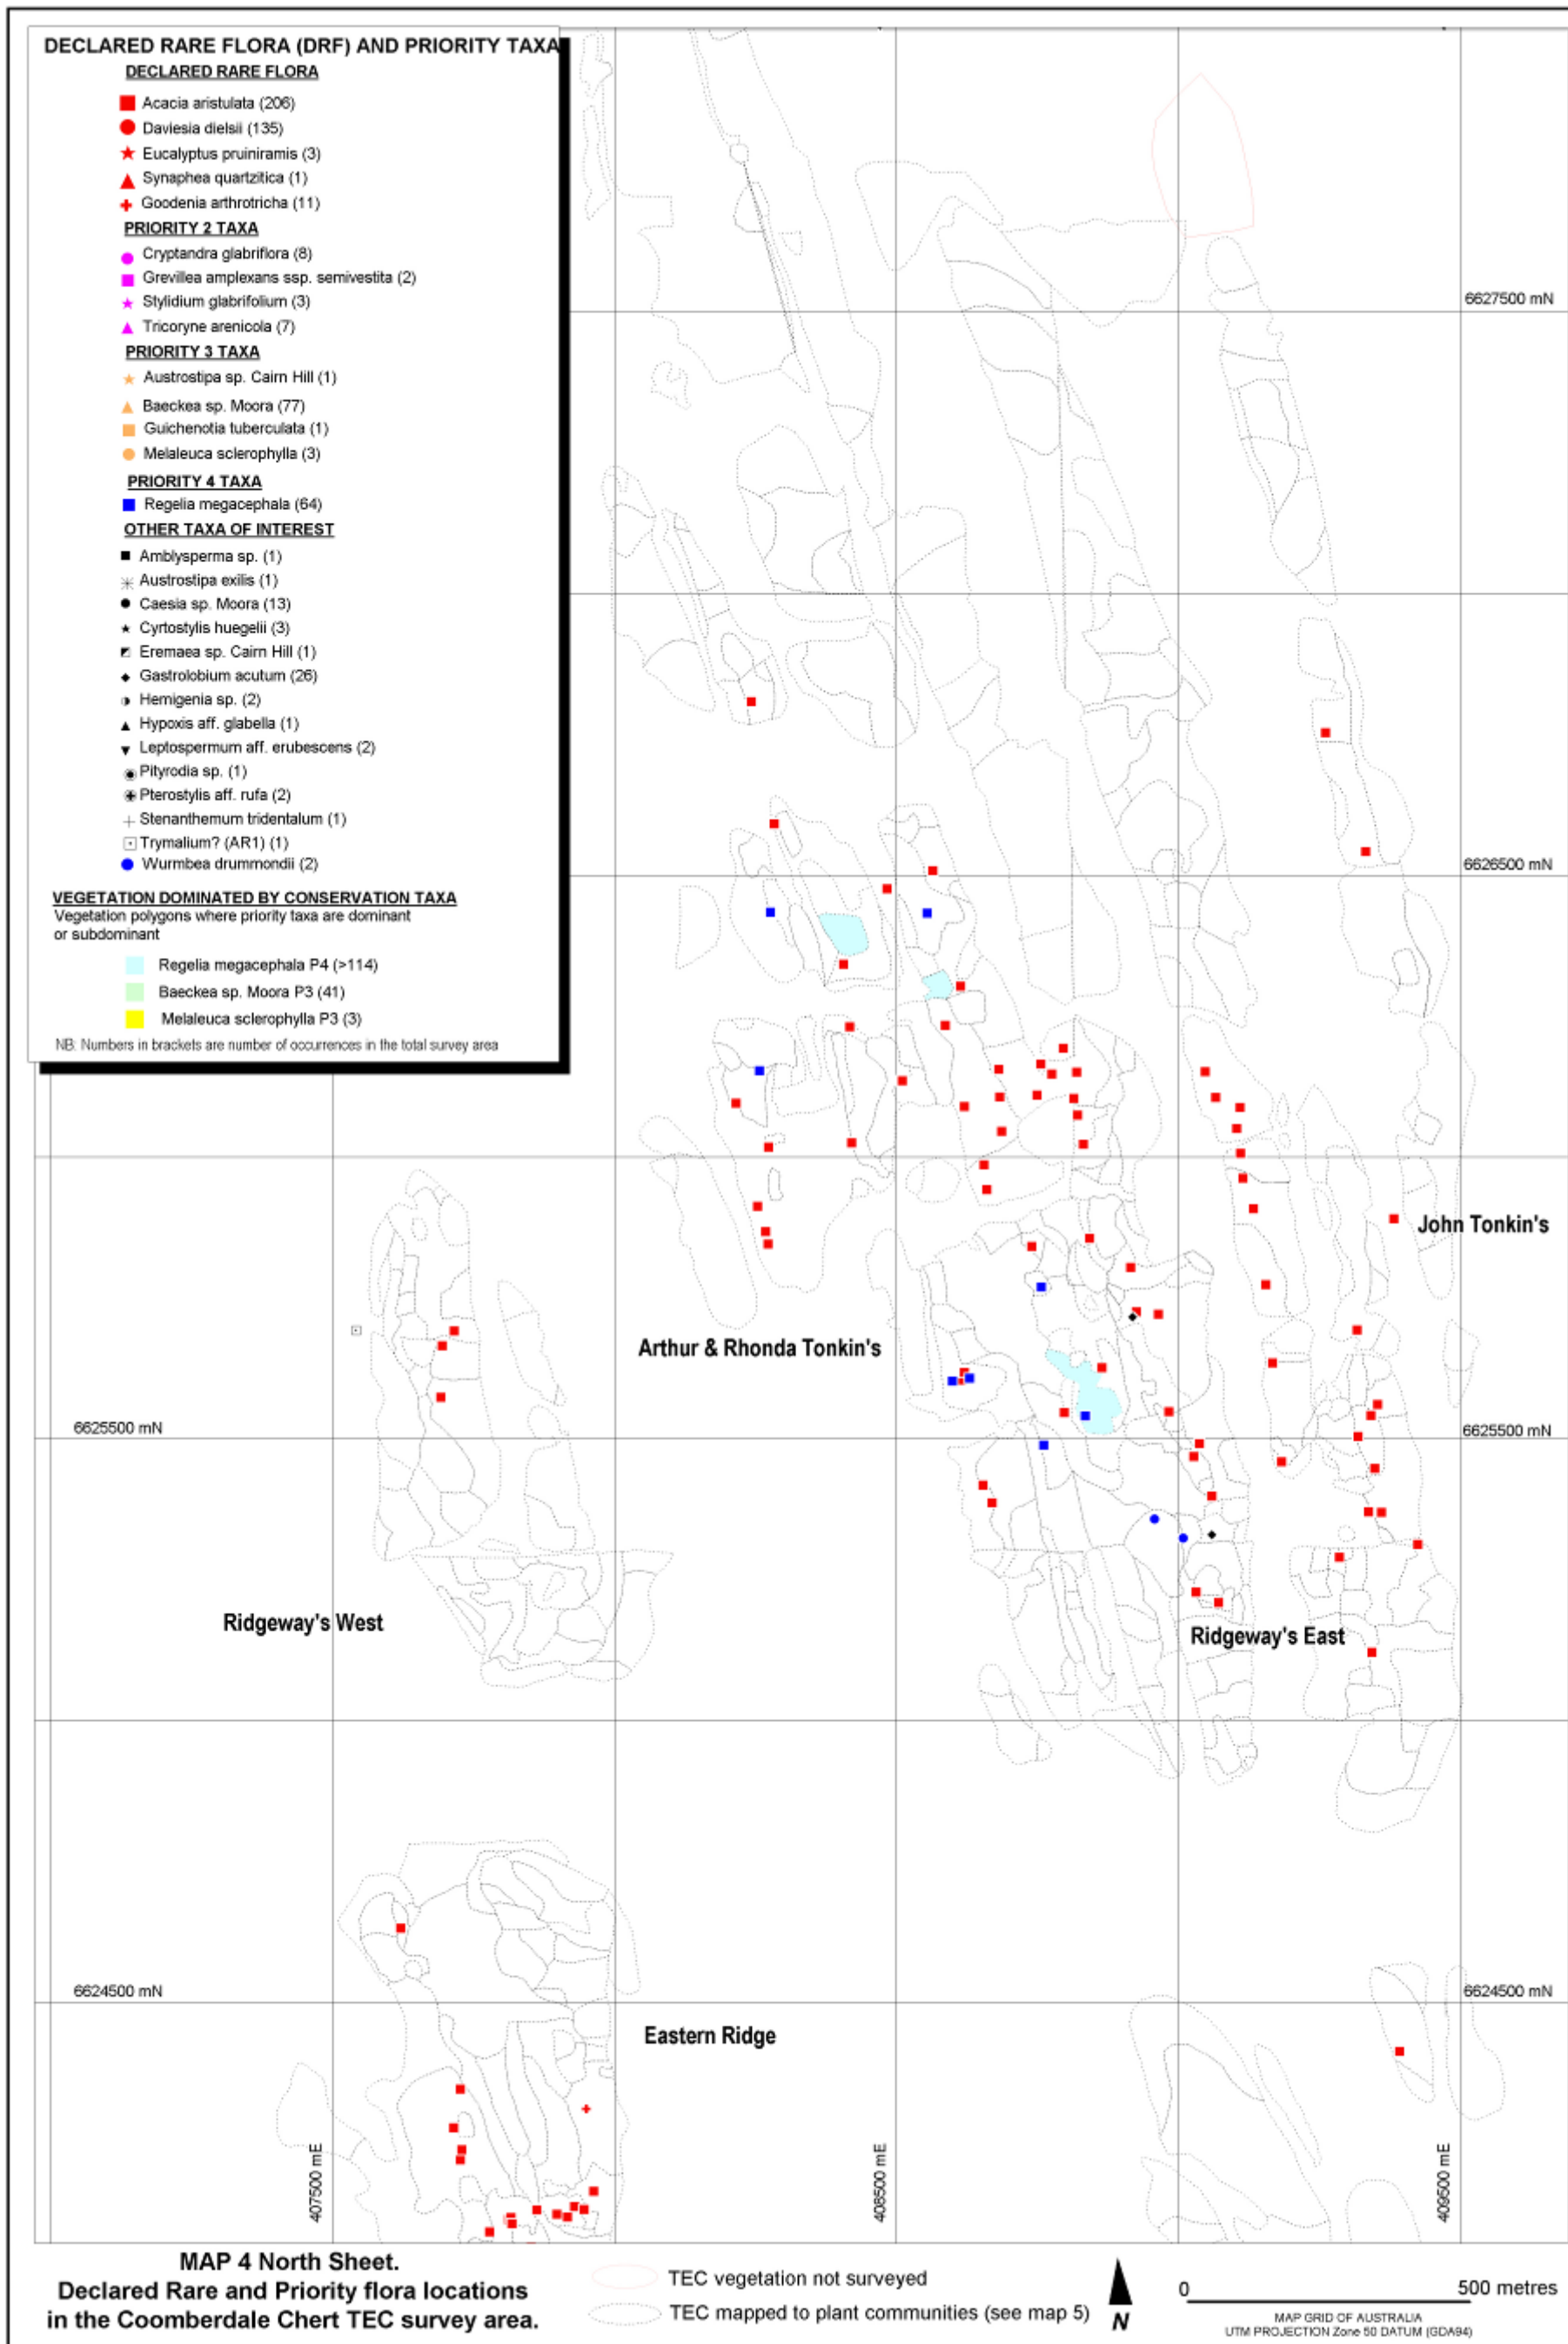 DECLARED RARE FLORA (DRF) AND PRIORITY TAXA
DECLARED RARE FLORA
Acacia aristulata (206)
Daviesia dielsii (135)
Eucalyptus pruiniramis (3)
Synaphea quartzitica (1)
Goodenia arthrotricha (11)
PRIORITY 2 TAXA
Cryptandra glabriflora (8)
Grevillea amplexans ssp. semivestita (2)
Stylidium glabrifolium (3)
Tricoryne arenicola (7)
PRIORITY 3 TAXA
Austrostipa sp. Cairn Hill (1)
Baeckea sp. Moora (77)
Guichenotia tuberculata (1)
Melaleuca sclerophylla (3)
PRIORITY 4 TAXA
Regelia megacephala (64)
OTHER TAXA OF INTEREST
Amblysperma sp. (1)
Austrostipa exilis (1)
Caesia sp. Moora (13)
Cyrtostylis huegelii (3)
Eremaea sp. Cairn Hill (1)
Gastrolobium acutum (26)
Hemigenia sp. (2)
Hypoxis aff. glabella (1)
Leptospermum aff. erubescens (2)
Pityrodia sp. (1)
Pterostylis aff. rufa (2)
Stenanthemum tridentalum (1)
Trymalium? (AR1) (1)
Wurmbea drummondii (2)
VEGETATION DOMINATED BY CONSERVATION TAXA
Vegetation polygons where priority taxa are dominant
or subdominant
Regelia megacephala P4 (>114)
Baeckea sp. Moora P3 (41)
Melaleuca sclerophylla P3 (3)
NB: Numbers in brackets are number of occurrences in the total survey area
6627500 mN
6626500 mN
John Tonkin's
Arthur & Rhonda Tonkin's
6625500 mN
6625500 mN
Ridgeway's West
Ridgeway's East
6624500 mN
6624500 mN
Eastern Ridge
407500 mE
408500 mE
409500 mE
MAP 4 North Sheet.
Declared Rare and Priority flora locations
in the Coomberdale Chert TEC survey area.
TEC vegetation not surveyed
TEC mapped to plant communities (see map 5)
N
0
500 metres
MAP GRID OF AUSTRALIA
UTM PROJECTION Zone 50 DATUM (GDA94)